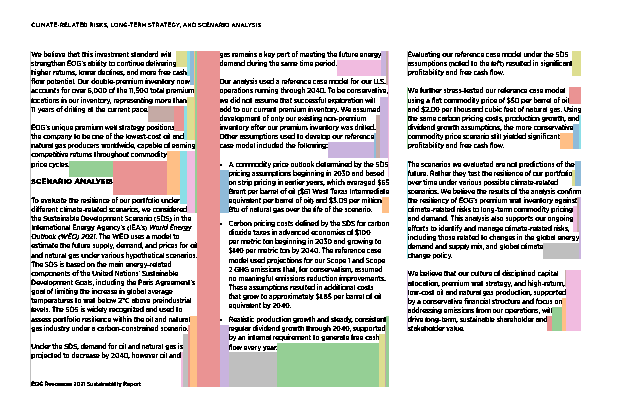 CLIMATE-RELATED RISKS, LONG-TERM STRATEGY, AND SCENARIO ANALYSIS
We believe that this investment standard will
strengthen EOG's ability to continue delivering
higher returns, lower declines, and more free cash
flow potential. Our double-premium inventory now
accounts for over 6,000 of the 11,500 total premium
locations in our inventory, representing more than
11 years of drilling at the current pace.
EOG's unique premium well strategy positions
the company to be one of the lowest-cost oil and
natural gas producers worldwide, capable of earning
competitive returns throughout commodity
price cycles.
SCENARIO ANALYSIS
To evaluate the resilience of our portfolio under
different climate-related scenarios, we considered
the Sustainable Development Scenario (SDS) in the
International Energy Agency's (IEA's) World Energy
Outlook (WEO) 2021. The WEO uses a model to
estimate the future supply, demand, and prices for oil
and natural gas under various hypothetical scenarios.
The SDS is based on the main energy-related
components of the United Nations' Sustainable
Development Goals, including the Paris Agreement's
goal of limiting the increase in global average
temperatures to well below 2°C above preindustrial
levels. The SDS is widely recognized and used to
assess portfolio resilience within the oil and natural
gas industry under a carbon-constrained scenario.
Under the SDS, demand for oil and natural gas is
projected to decrease by 2040, however oil and
gas remains a key part of meeting the future energy
demand during the same time period.
Our analysis used a reference case model for our U.S.
operations running through 2040. To be conservative,
we did not assume that successful exploration will
add to our current premium inventory. We assumed
development of only our existing non-premium
inventory after our premium inventory was drilled.
Other assumptions used to develop our reference
case model included the following:
• A commodity price outlook determined by the SDS
pricing assumptions beginning in 2030 and based
on strip pricing in earlier years, which averaged $65
Brent per barrel of oil ($61 West Texas Intermediate
equivalent per barrel of oil) and $3.09 per million
Btu of natural gas over the life of the scenario.
• Carbon pricing costs defined by the SDS for carbon
dioxide taxes in advanced economies of $100
per metric ton beginning in 2030 and growing to
$140 per metric ton by 2040. The reference case
model used projections for our Scope 1 and Scope
2 GHG emissions that, for conservatism, assumed
no meaningful emissions reduction improvements.
These assumptions resulted in additional costs
that grow to approximately $1.65 per barrel of oil
equivalent by 2040.
• Realistic production growth and steady, consistent
regular dividend growth through 2040, supported
by an internal requirement to generate free cash
flow every year.
Evaluating our reference case model under the SDS
assumptions (noted to the left) resulted in significant
profitability and free cash flow.
We further stress-tested our reference case model
using a flat commodity price of $50 per barrel of oil
and $2.00 per thousand cubic feet of natural gas. Using
the same carbon pricing costs, production growth, and
dividend growth assumptions, the more conservative
commodity price scenario still yielded significant
profitability and free cash flow.
The scenarios we evaluated are not predictions of the
future. Rather they test the resilience of our portfolio
over time under various possible climate-related
scenarios. We believe the results of the analysis confirm
the resiliency of EOG's premium well inventory against
climate-related risks to long-term commodity pricing
and demand. This analysis also supports our ongoing
efforts to identify and manage climate-related risks,
including those related to changes in the global energy
demand and supply mix, and global climate
change policy.
We believe that our culture of disciplined capital
allocation, premium well strategy, and high-return,
low-cost oil and natural gas production, supported
by a conservative financial structure and focus on
addressing emissions from our operations, will
drive long-term, sustainable shareholder and
stakeholder value.
EOG Resources 2021 Sustainability Report